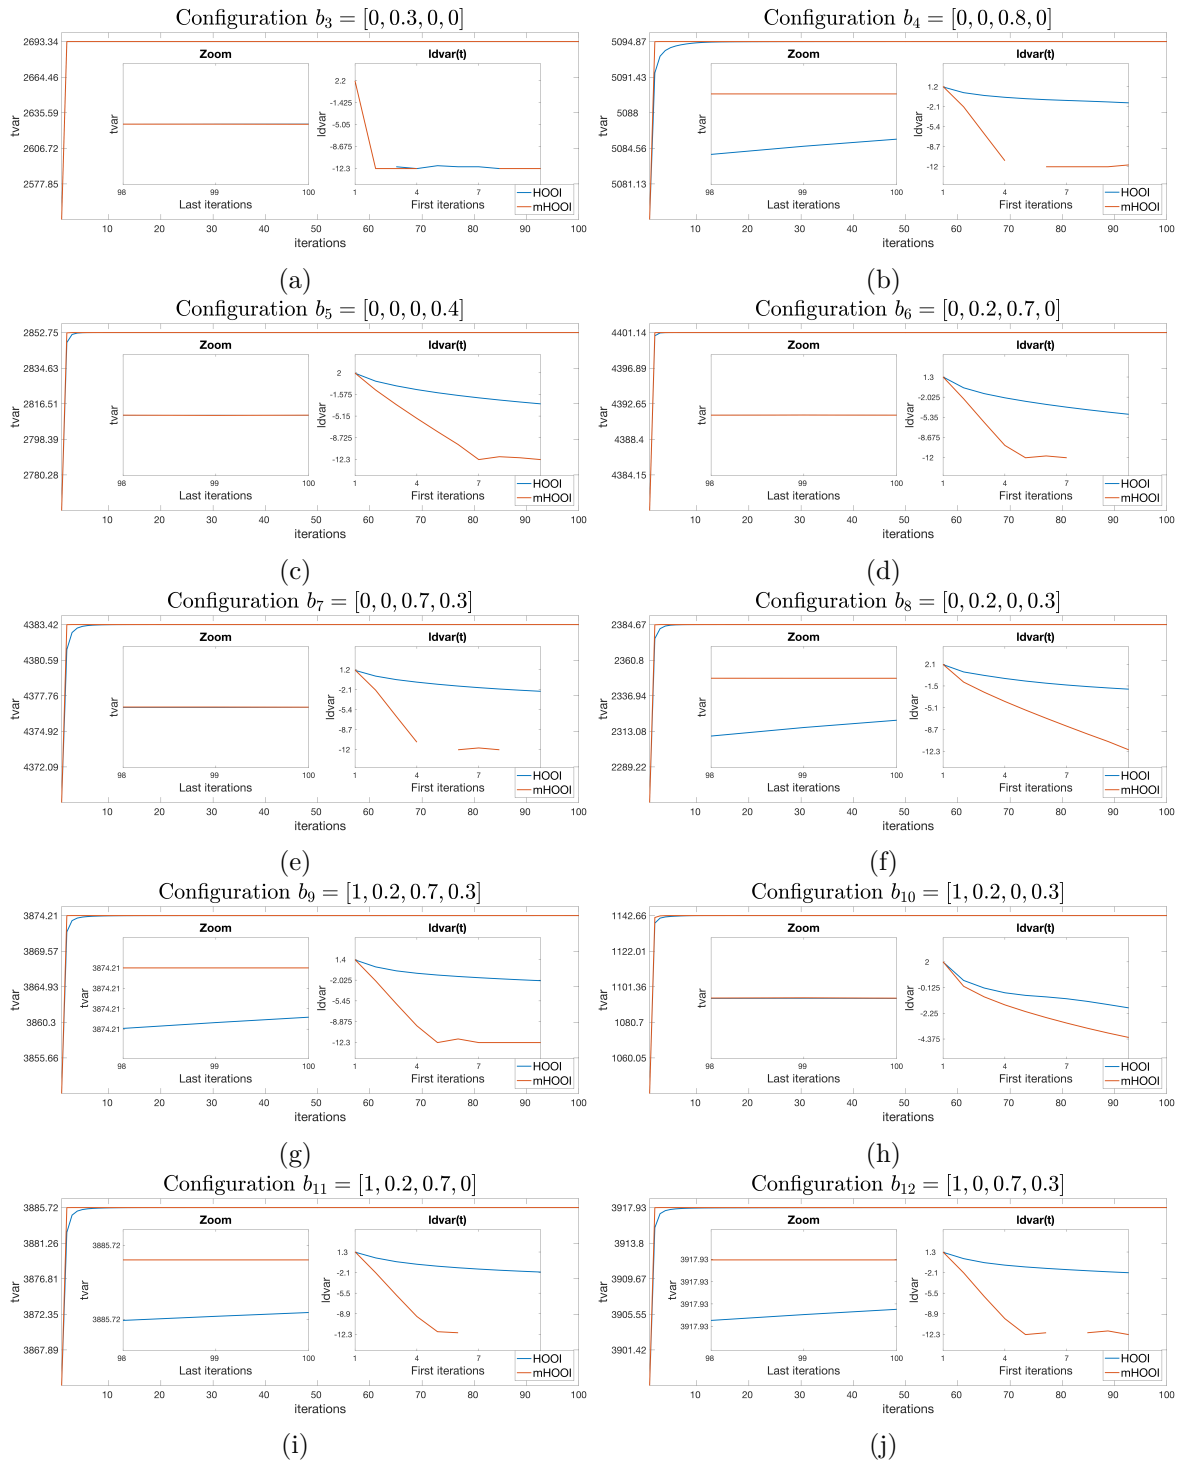 Configuration b3 = [0, 0.3, 0, 0]
2693.34
2664.46
2635.59
2606.72
2577.85
tvar
Zoom
tvar
98 99 100
Last iterations
ldvar(t)
2.2
-1.425
-5.05
-8.675
-12.3
ldvar
1 4 7
First iterations
HOOI
mHOOI
10 20 30 40 50 60 70 80 90 100
iterations
(a)
Configuration b4 = [0, 0, 0.8, 0]
5094.87
5091.43
5088
5084.56
5081.13
tvar
Zoom
tvar
98 99 100
Last iterations
ldvar(t)
1.2
-2.1
-5.4
-8.7
-12
ldvar
1 4 7
First iterations
HOOI
mHOOI
10 20 30 40 50 60 70 80 90 100
iterations
(b)
Configuration b5 = [0, 0, 0, 0.4]
2852.75
2834.63
2816.51
2798.39
2780.28
tvar
Zoom
tvar
98 99 100
Last iterations
ldvar(t)
2
-1.575
-5.15
-8.725
-12.3
ldvar
1 4 7
First iterations
HOOI
mHOOI
10 20 30 40 50 60 70 80 90 100
iterations
(c)
Configuration b6 = [0, 0.2, 0.7, 0]
4401.14
4396.89
4392.65
4388.4
4384.15
tvar
Zoom
tvar
98 99 100
Last iterations
ldvar(t)
1.3
-2.025
-5.35
-8.675
-12
ldvar
1 4 7
First iterations
HOOI
mHOOI
10 20 30 40 50 60 70 80 90 100
iterations
(d)
Configuration b7 = [0, 0, 0.7, 0.3]
4383.42
4380.59
4377.76
4374.92
4372.09
tvar
Zoom
tvar
98 99 100
Last iterations
ldvar(t)
1.2
-2.1
-5.4
-8.7
-12
ldvar
1 4 7
First iterations
HOOI
mHOOI
10 20 30 40 50 60 70 80 90 100
iterations
(e)
Configuration b8 = [0, 0.2, 0, 0.3]
2384.67
2360.8
2336.94
2313.08
2289.22
tvar
Zoom
tvar
98 99 100
Last iterations
ldvar(t)
2.1
-1.5
-5.1
-8.7
-12.3
ldvar
1 4 7
First iterations
HOOI
mHOOI
10 20 30 40 50 60 70 80 90 100
iterations
(f)
Configuration b9 = [1, 0.2, 0.7, 0.3]
3874.21
3869.57
3864.93
3860.3
3855.66
tvar
Zoom
3874.21
3874.21
3874.21
3874.21
tvar
98 99 100
Last iterations
ldvar(t)
1.4
-2.025
-5.45
-8.875
-12.3
ldvar
1 4 7
First iterations
HOOI
mHOOI
10 20 30 40 50 60 70 80 90 100
iterations
(g)
Configuration b10 = [1, 0.2, 0, 0.3]
1142.66
1122.01
1101.36
1080.7
1060.05
tvar
Zoom
tvar
98 99 100
Last iterations
ldvar(t)
2
-0.125
-2.25
-4.375
ldvar
1 4 7
First iterations
HOOI
mHOOI
10 20 30 40 50 60 70 80 90 100
iterations
(h)
Configuration b11 = [1, 0.2, 0.7, 0]
3885.72
3881.26
3876.81
3872.35
3867.89
tvar
Zoom
3885.72
3885.72
tvar
98 99 100
Last iterations
ldvar(t)
1.3
-2.1
-5.5
-8.9
-12.3
ldvar
1 4 7
First iterations
HOOI
mHOOI
10 20 30 40 50 60 70 80 90 100
iterations
(i)
Configuration b12 = [1, 0, 0.7, 0.3]
3917.93
3913.8
3909.67
3905.55
3901.42
tvar
Zoom
3917.93
3917.93
3917.93
3917.93
tvar
98 99 100
Last iterations
ldvar(t)
1.3
-2.1
-5.5
-8.9
-12.3
ldvar
1 4 7
First iterations
HOOI
mHOOI
10 20 30 40 50 60 70 80 90 100
iterations
(j)